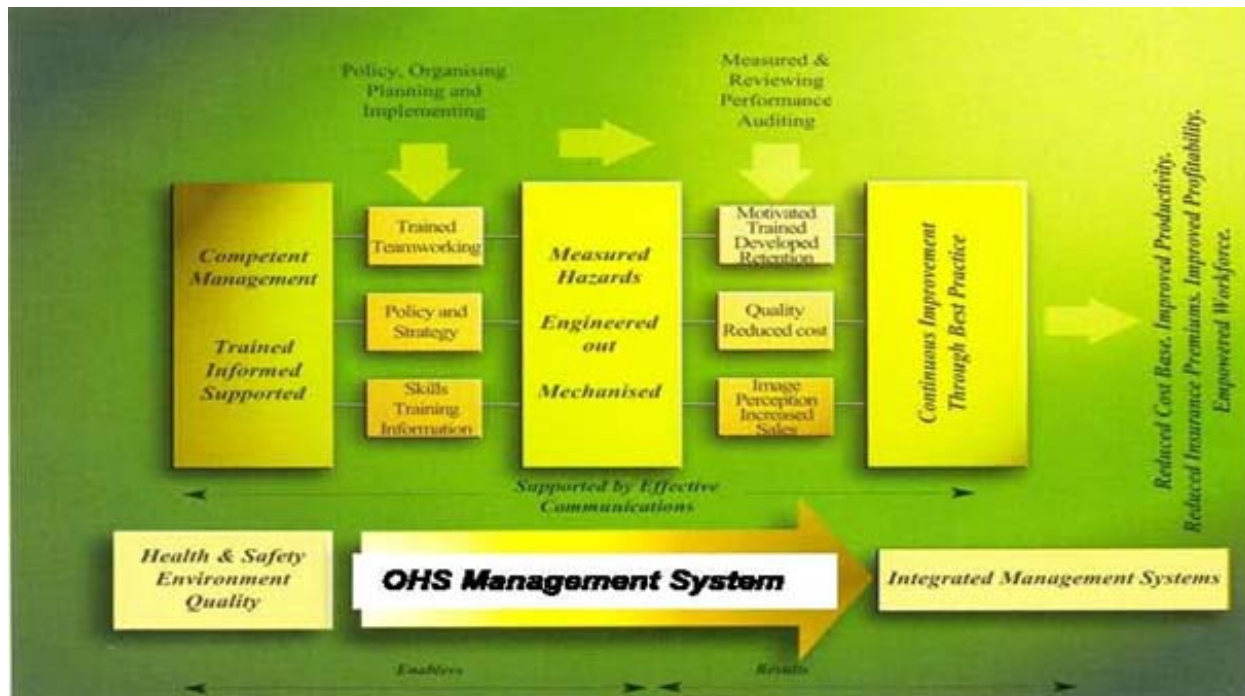 Policy, Organising
Planning and
Implementing
Measured &
Reviewing
Performance
Auditing
Competent
Management
Trained
Informed
Supported
Trained
Teamworking
Policy and
Strategy
Skills
Training
Information
Measured
Hazards
Engineered
out
Mechanised
Motivated
Trained
Developed
Retention
Quality
Reduced cost
Image
Perception
Increased
Sales
Continuous Improvement
Through Best Practice
Reduced Cost Base. Improved Productivity.
Reduced Insurance Premiums. Improved Profitability.
Empowered Workforce.
Supported by Effective
Communications
Health & Safety
Environment
Quality
OHS Management System
Integrated Management Systems
Enablers
Results